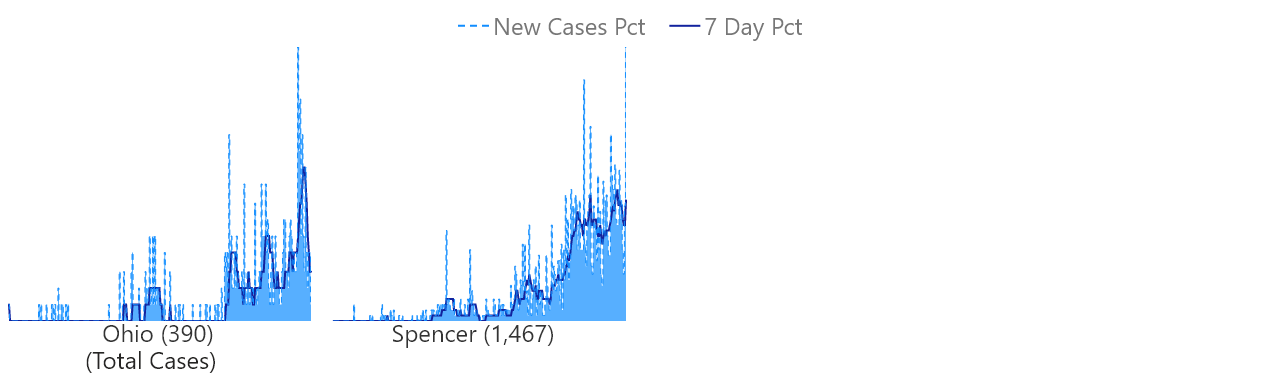 New Cases Pct 7 Day Pct
Ohio (390) Spencer (1,467)
(Total Cases)